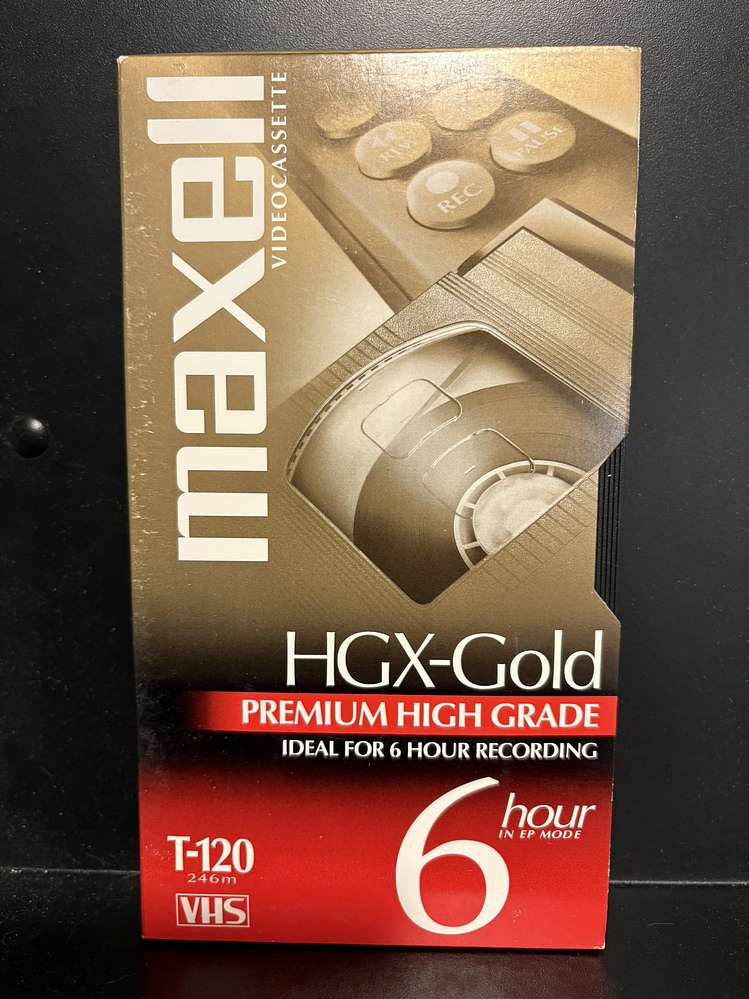 maxell
VIDEOCASSETTE
REW
PAUSE
REC
HGX-Gold
PREMIUM HIGH GRADE
IDEAL FOR 6 HOUR RECORDING
6 hour
IN EP MODE
T-120
246m
VHS